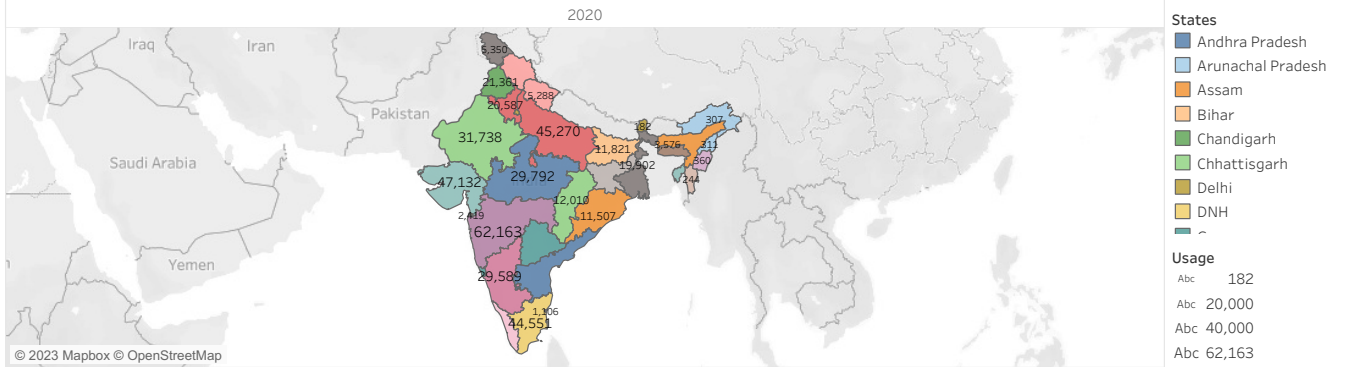 2020
Iraq
Iran
Pakistan
Saudi Arabia
Yemen
5,350
21,361
5,288
20,587
31,738
45,270
182
307
11,821
3,576
311
360
47,132
29,792
19,902
244
12,010
2,419
11,507
62,163
29,589
1,106
44,551
© 2023 Mapbox © OpenStreetMap
States
Andhra Pradesh
Arunachal Pradesh
Assam
Bihar
Chandigarh
Chhattisgarh
Delhi
DNH
Usage
Abc 182
Abc 20,000
Abc 40,000
Abc 62,163